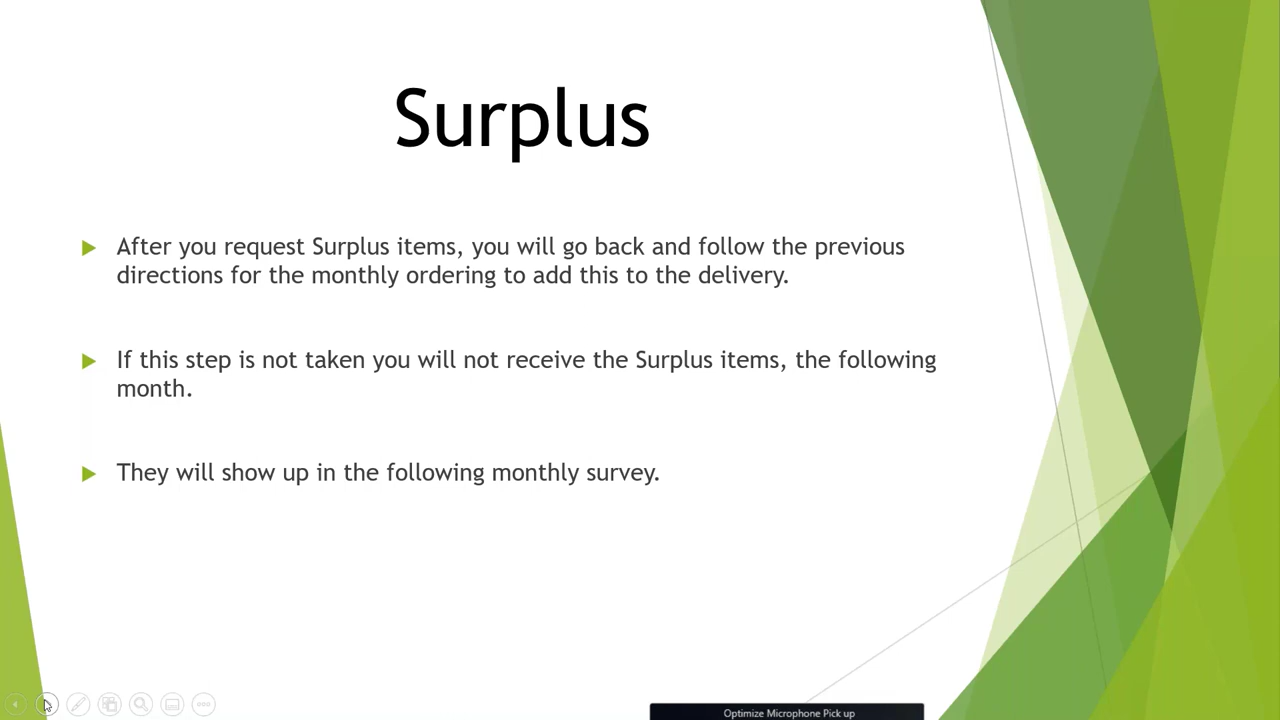 Surplus
After you request Surplus items, you will go back and follow the previous
directions for the monthly ordering to add this to the delivery.
If this step is not taken you will not receive the Surplus items, the following
month.
They will show up in the following monthly survey.
Optimize Microphone Pick up